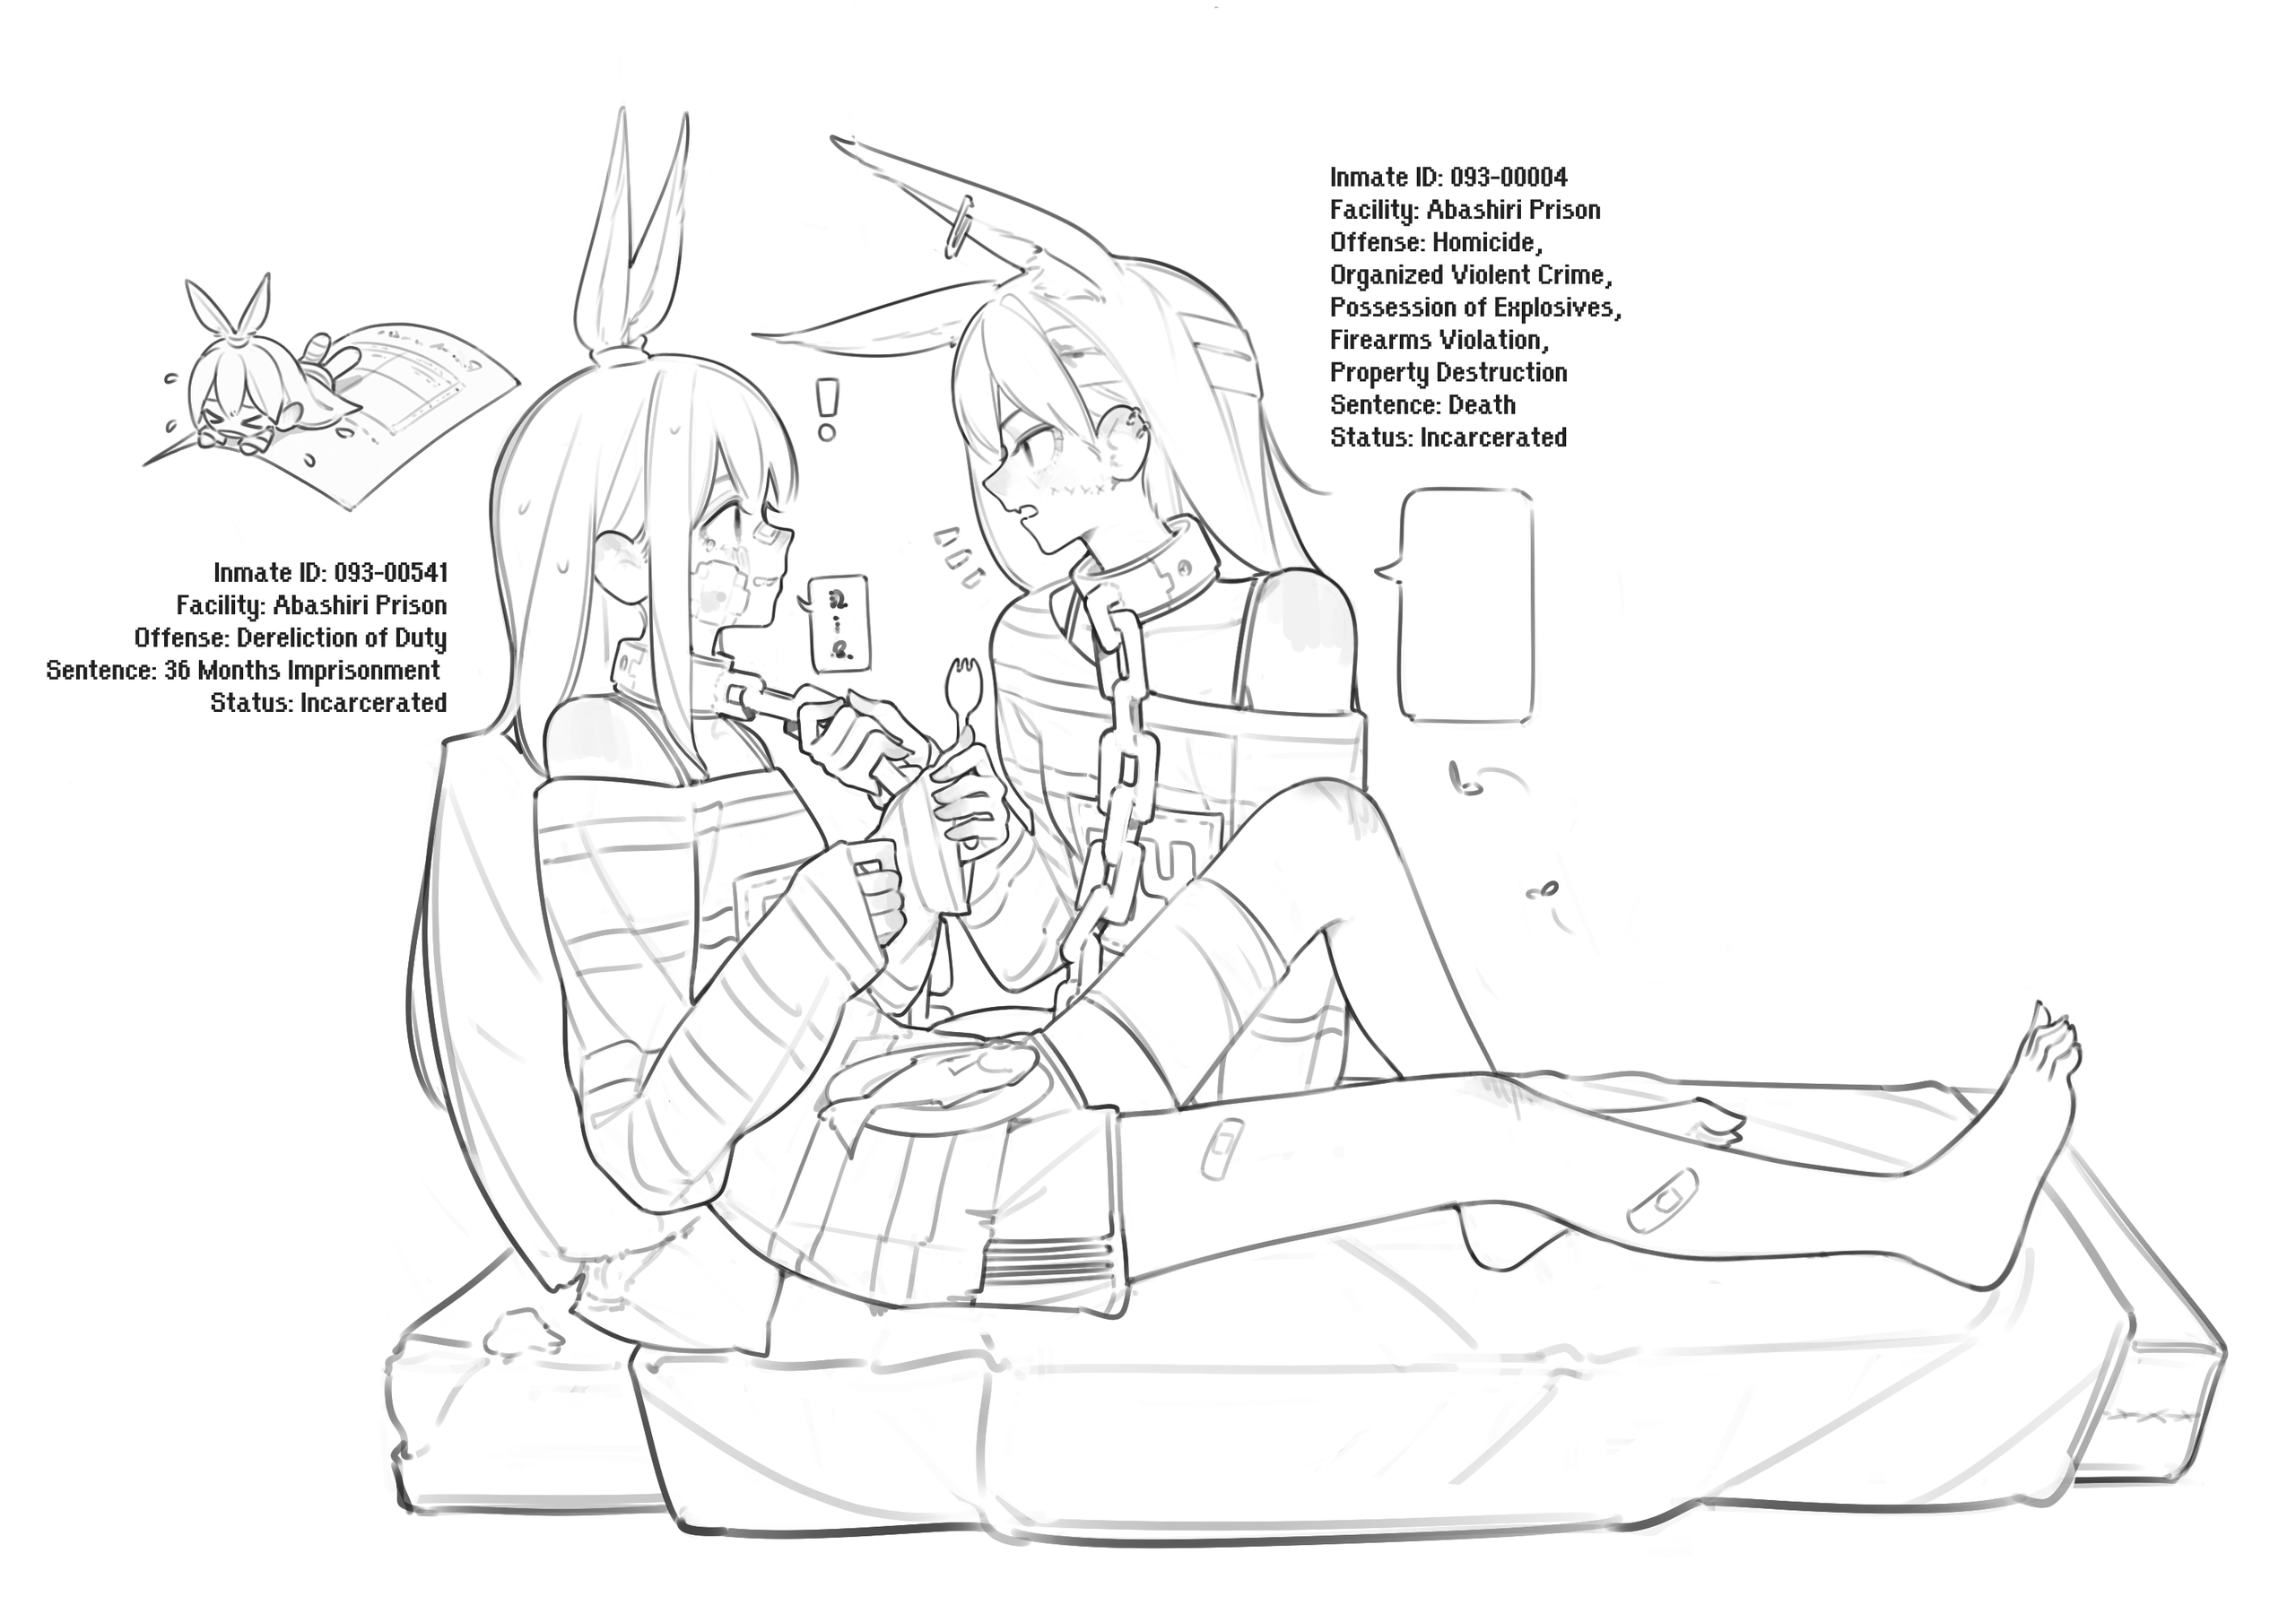 Inmate ID: 093-00004
Facility: Abashiri Prison
Offense: Homicide,
Organized Violent Crime,
Possession of Explosives,
Firearms Violation,
Property Destruction
Sentence: Death
Status: Incarcerated
Inmate ID: 093-00541
Facility: Abashiri Prison
Offense: Dereliction of Duty
Sentence: 36 Months Imprisonment
Status: Incarcerated